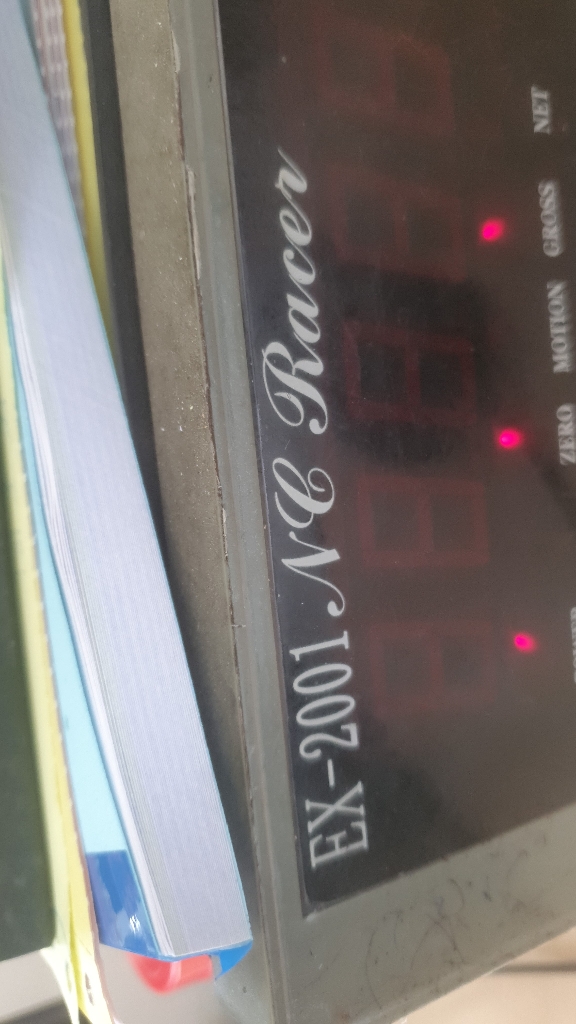 EX-2001 NC Racer
ZERO MOTION GROSS NET